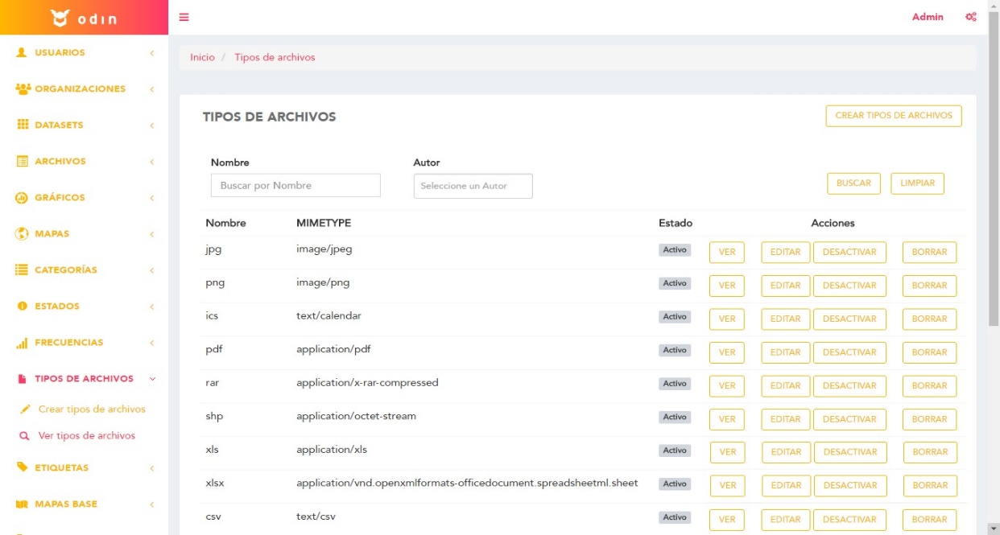 odin
Admin
USUARIOS
ORGANIZACIONES
DATASETS
ARCHIVOS
GRÁFICOS
MAPAS
CATEGORÍAS
ESTADOS
FRECUENCIAS
TIPOS DE ARCHIVOS
Crear tipos de archivos
Ver tipos de archivos
ETIQUETAS
MAPAS BASE
Inicio / Tipos de archivos
TIPOS DE ARCHIVOS CREAR TIPOS DE ARCHIVOS
Nombre Autor
Buscar por Nombre Seleccione un Autor BUSCAR LIMPIAR
Nombre MIMETYPE Estado Acciones
jpg image/jpeg Activo VER EDITAR DESACTIVAR BORRAR
png image/png Activo VER EDITAR DESACTIVAR BORRAR
ics text/calendar Activo VER EDITAR DESACTIVAR BORRAR
pdf application/pdf Activo VER EDITAR DESACTIVAR BORRAR
rar application/x-rar-compressed Activo VER EDITAR DESACTIVAR BORRAR
shp application/octet-stream Activo VER EDITAR DESACTIVAR BORRAR
xls application/xls Activo VER EDITAR DESACTIVAR BORRAR
xlsx application/vnd.openxmlformats-officedocument.spreadsheetml.sheet Activo VER EDITAR DESACTIVAR BORRAR
csv text/csv Activo VER EDITAR DESACTIVAR BORRAR